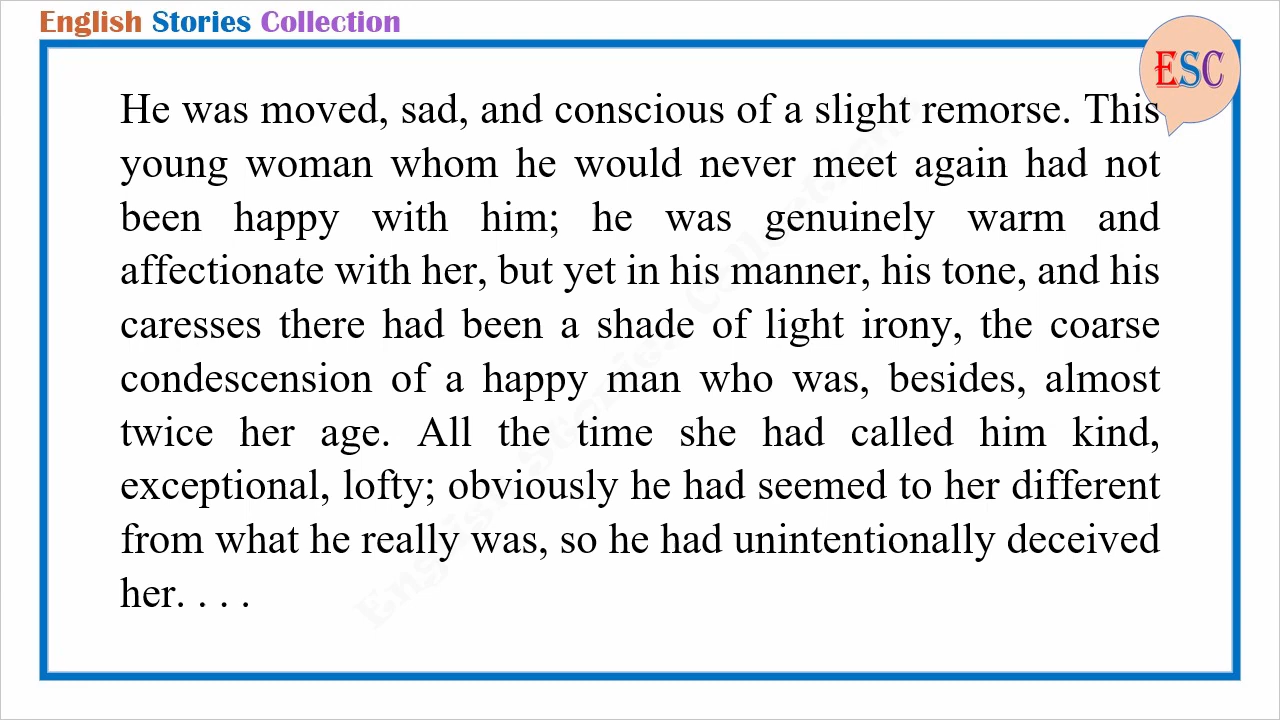 English Stories Collection
ESC
He was moved, sad, and conscious of a slight remorse. This
young woman whom he would never meet again had not
been happy with him; he was genuinely warm and
affectionate with her, but yet in his manner, his tone, and his
caresses there had been a shade of light irony, the coarse
condescension of a happy man who was, besides, almost
twice her age. All the time she had called him kind,
exceptional, lofty; obviously he had seemed to her different
from what he really was, so he had unintentionally deceived
her. . . .
English Stories Collection